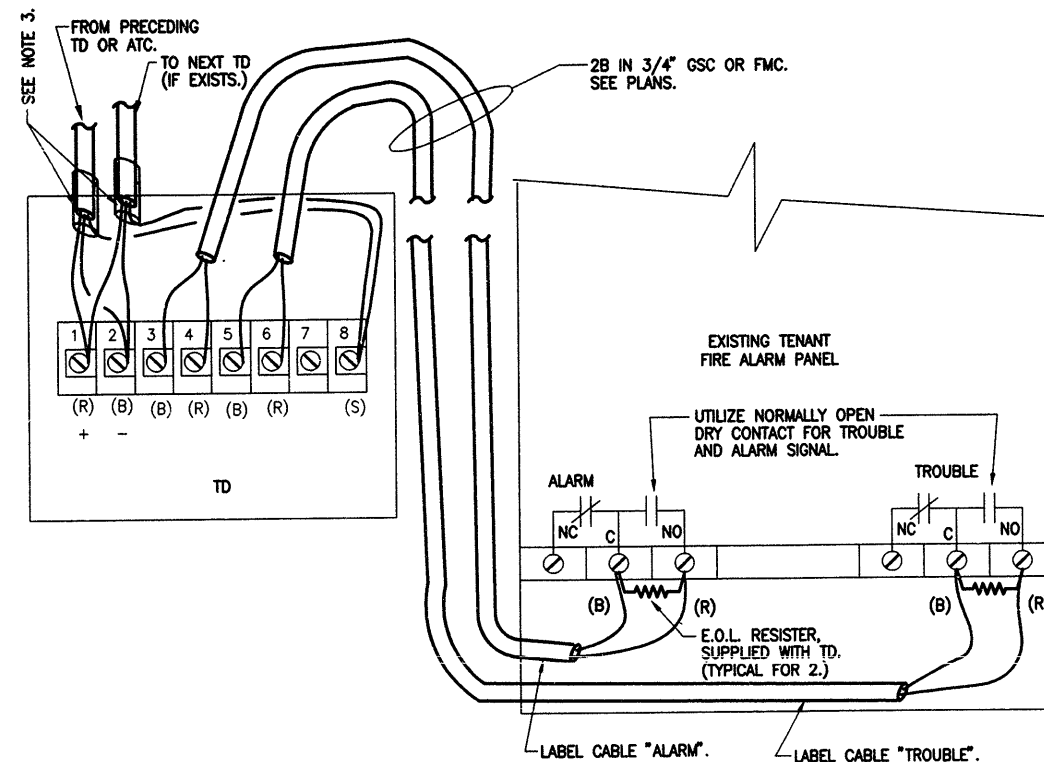 SEE NOTE 3.
FROM PRECEDING
TD OR ATC.
TO NEXT TD
(IF EXISTS.)
2B IN 3/4" GSC OR FMC.
SEE PLANS.
1 2 3 4 5 6 7 8
(R) (B) (B) (R) (B) (R) (S)
+ -
TD
EXISTING TENANT
FIRE ALARM PANEL
UTILIZE NORMALLY OPEN
DRY CONTACT FOR TROUBLE
AND ALARM SIGNAL.
ALARM
NC C NO
TROUBLE
NC C NO
(B) (R)
(B) (R
E.O.L. RESISTER,
SUPPLIED WITH TD.
(TYPICAL FOR 2.)
LABEL CABLE "ALARM".
LABEL CABLE "TROUBLE".